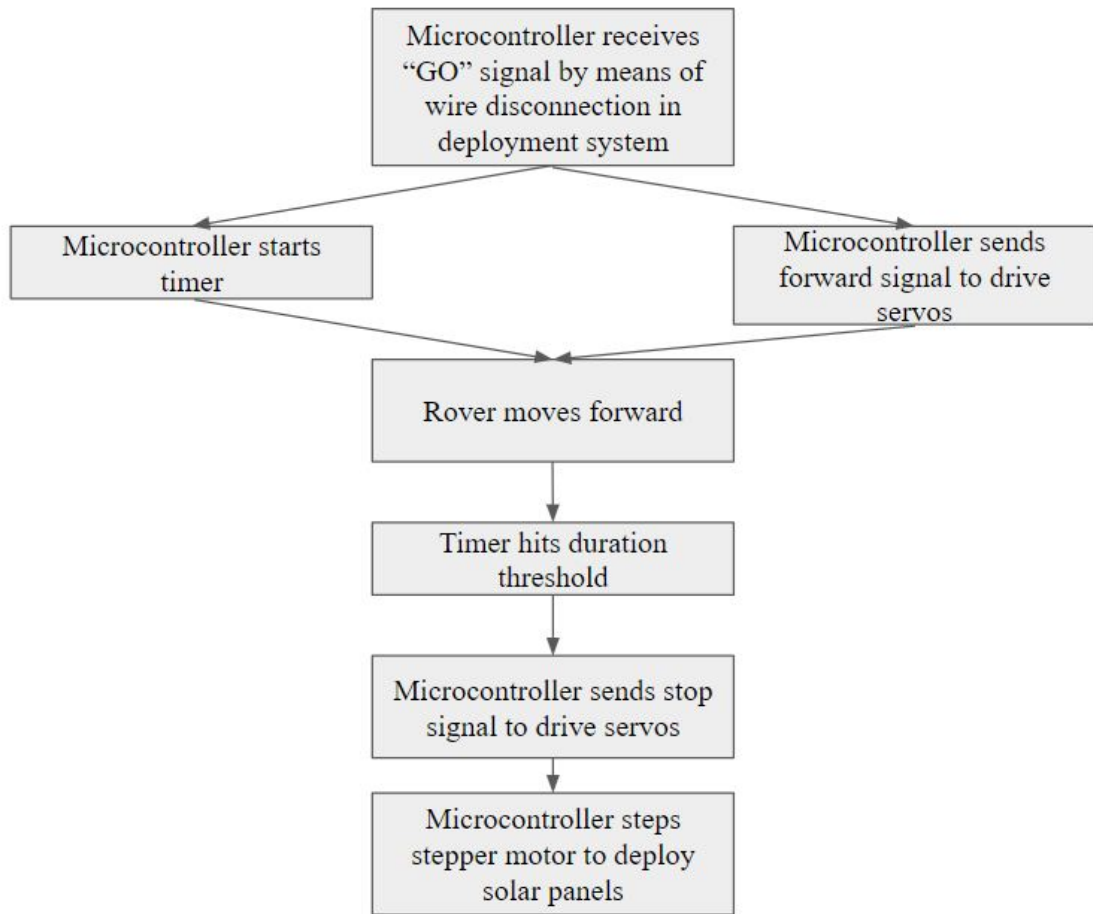 Microcontroller receives
“GO” signal by means of
wire disconnection in
deployment system
Microcontroller starts
timer
Microcontroller sends
forward signal to drive
servos
Rover moves forward
Timer hits duration
threshold
Microcontroller sends stop
signal to drive servos
Microcontroller steps
stepper motor to deploy
solar panels